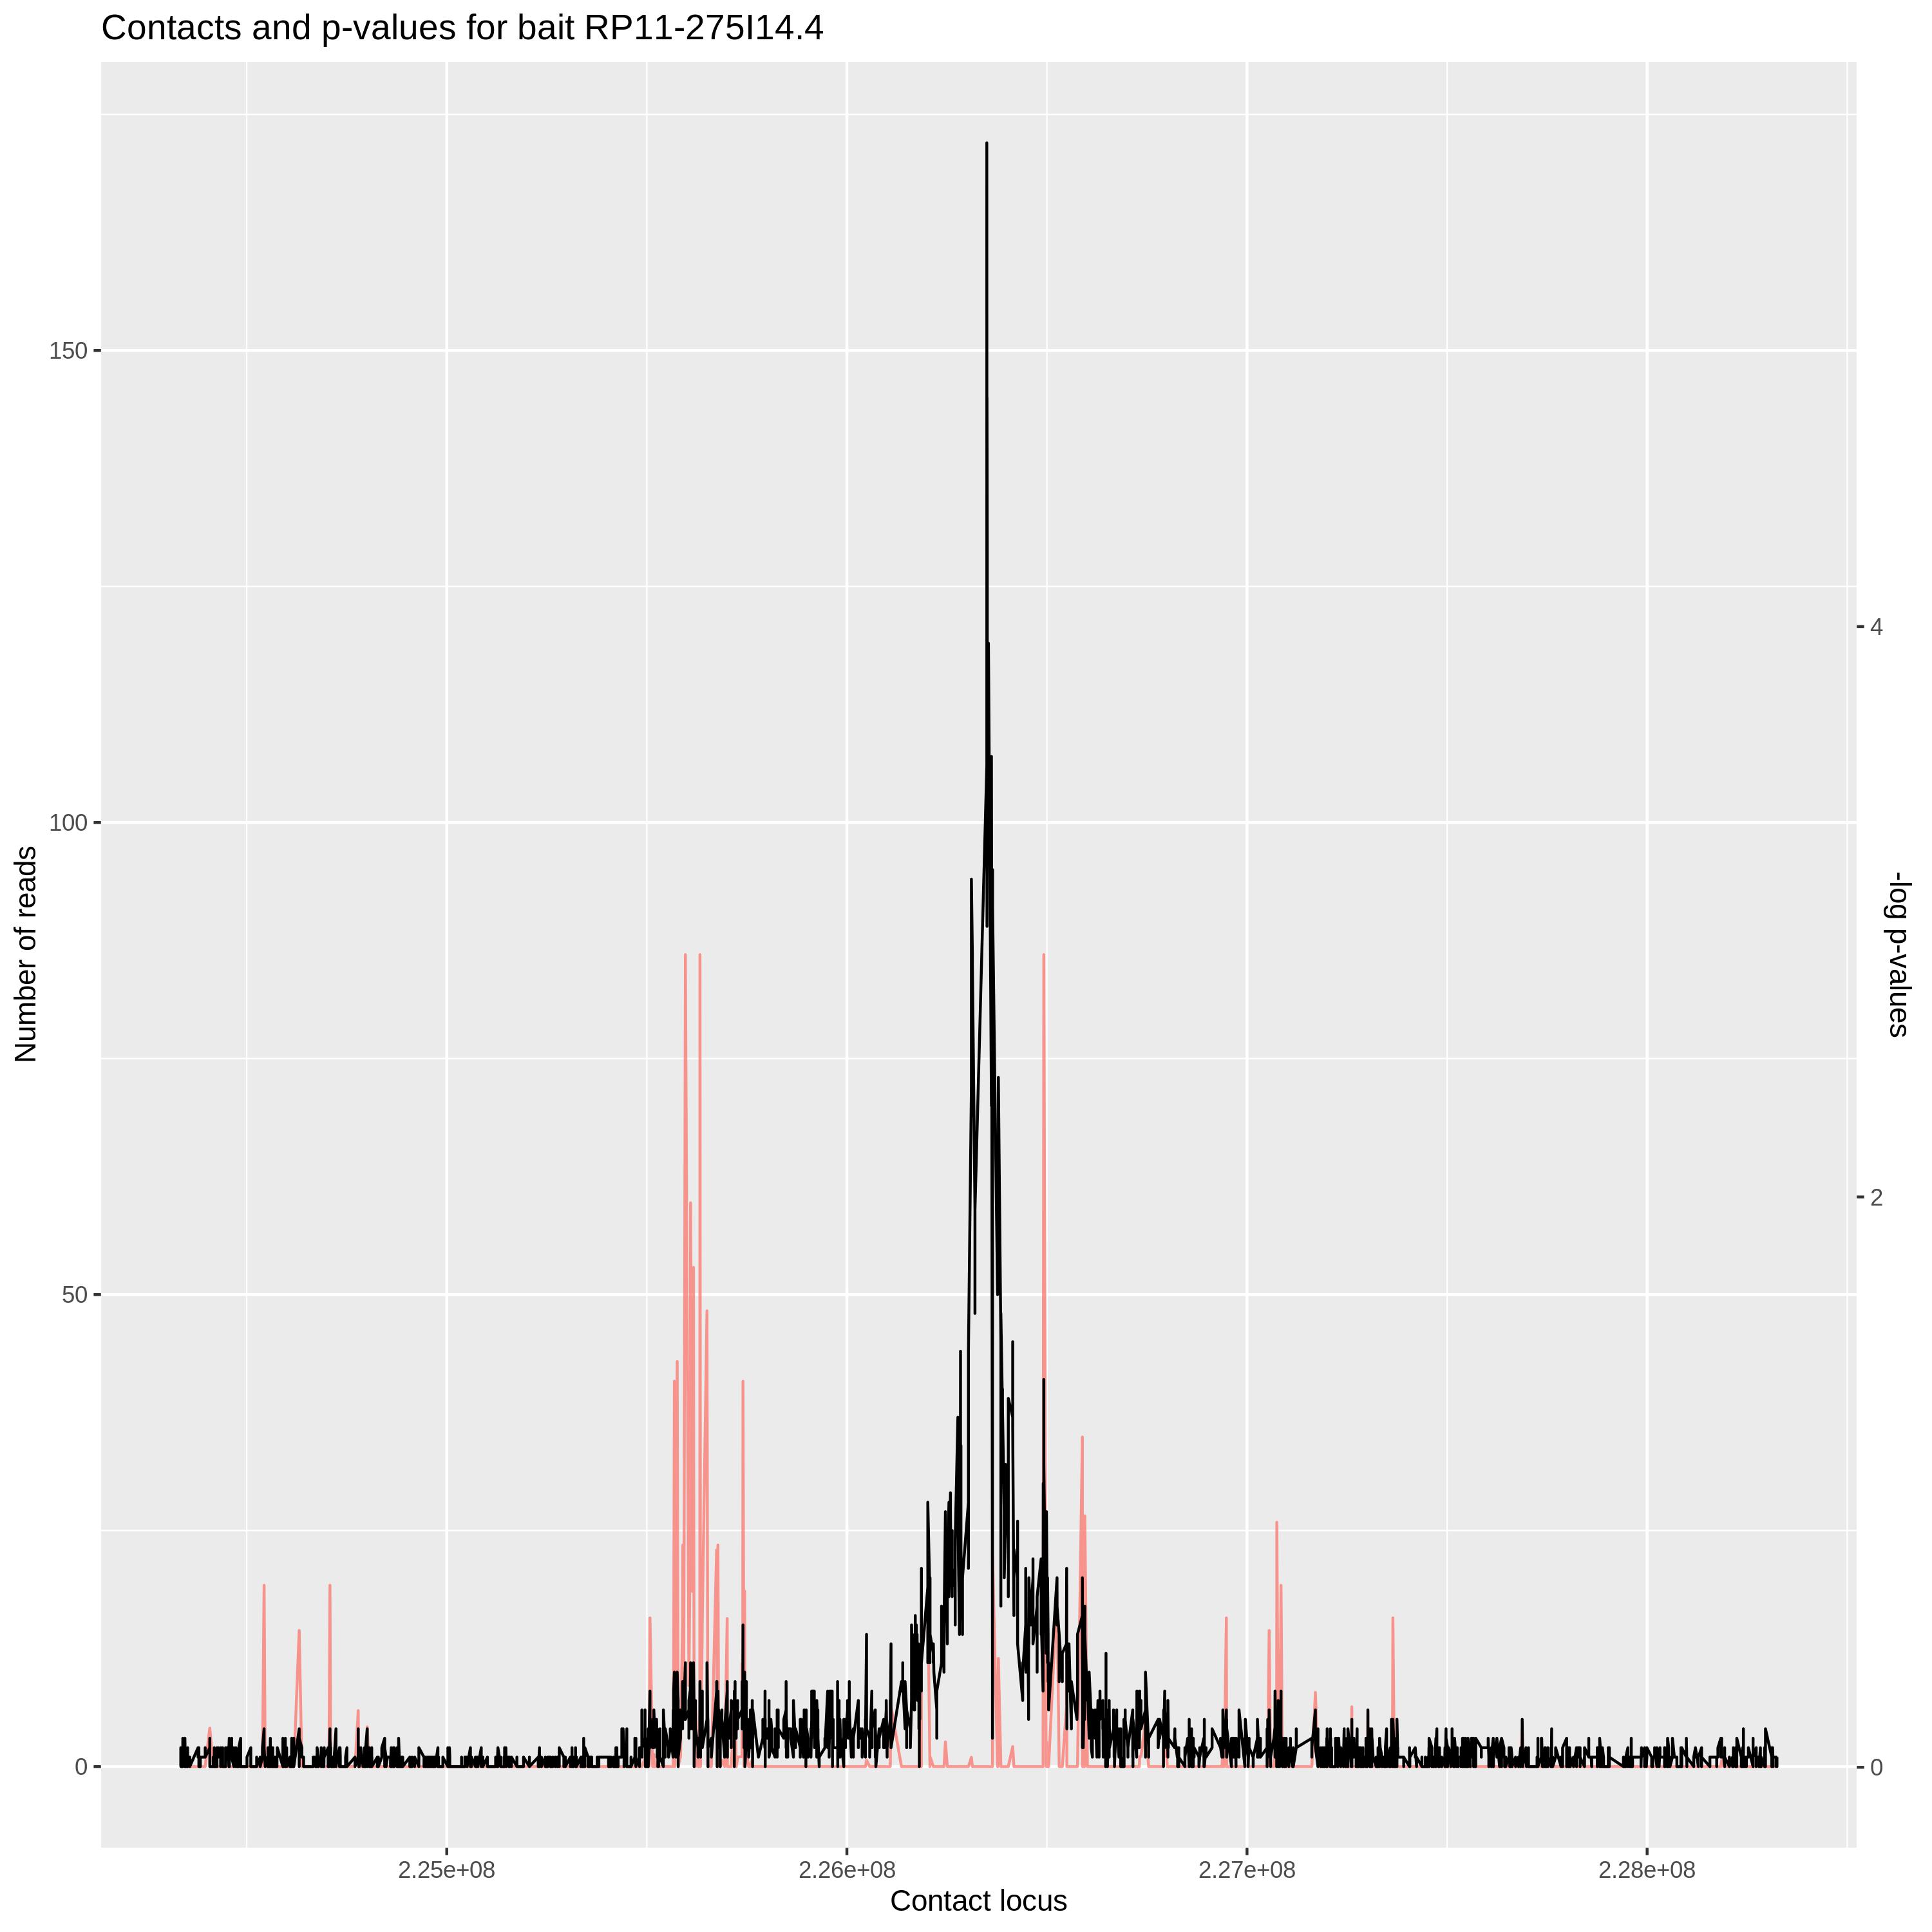 Contacts and p-values for bait RP11-275I14.4
150
100
50
0
Number of reads
4
2
0
-log p-values
2.25e+08
2.26e+08
2.27e+08
2.28e+08
Contact locus